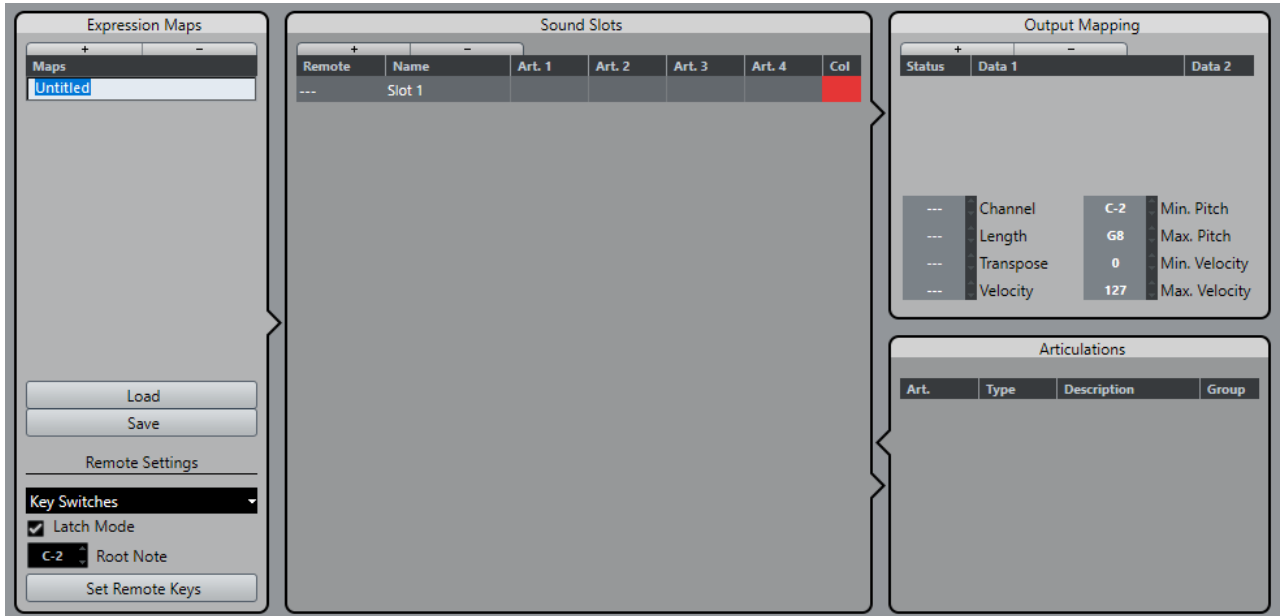 Expression Maps
+ -
Maps
Untitled
Load
Save
Remote Settings
Key Switches
Latch Mode
C-2 Root Note
Set Remote Keys
Sound Slots
+ -
Remote Name Art. 1 Art. 2 Art. 3 Art. 4 Col
--- Slot 1
Output Mapping
+ -
Status Data 1 Data 2
--- Channel C-2 Min. Pitch
--- Length G8 Max. Pitch
--- Transpose 0 Min. Velocity
--- Velocity 127 Max. Velocity
Articulations
Art. Type Description Group